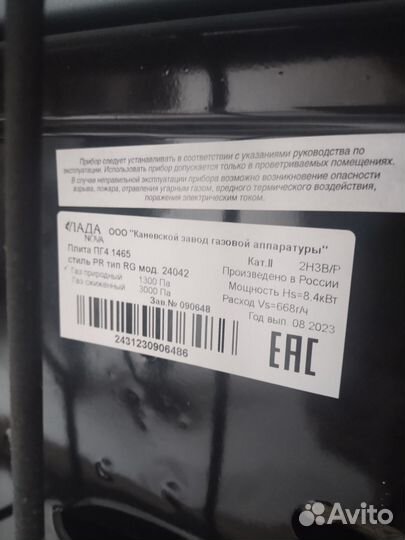 Прибор следует устанавливать в соответствии с указаниями руководства по
эксплуатации. Прибор допускается только в проветриваемых помещениях.
В случае неправильной эксплуатации прибора возможно возникновение опасности
взрыва, пожара, отравления угарным газом, вредного термического воздействия,
поражения электрическим током.
ЛАДА
NOVA
ООО "Каневской завод газовой аппаратуры"
Плита ПГ4 1465
Кат.II 2Н3В/Р
стиль PR тип RG мод. 24042
Произведено в России
✓ Газ природный 1300 Па
Мощность Hs=8.4кВт
Газ сжиженный 3000 Па
Расход Vs=668г/ч
Зав.№ 090648
Год вып. 08 2023
2431230906486
EAC
Avito